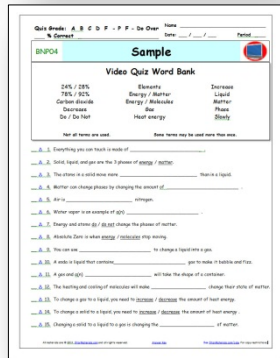 Quiz Grade: A B C D F - P F - Do Over Name
% Correct Date: / / Period
BNP04
Sample
Video Quiz Word Bank
24% / 28% Elements Increase
78% / 92% Energy / Matter Liquid
Carbon dioxide Energy / Molecules Matter
Decrease Gas Phase
Do / Do Not Heat energy Slowly
Not all terms are used. Some terms may be used more than once.
A 1. Everything you can touch is made of .
A 2. Solid, liquid, and gas are the 3 phases of energy / matter.
A 3. The atoms in a solid move more than in a liquid.
A 4. Matter can change phases by changing the amount of .
A 5. Air is nitrogen.
A 6. Water vapor is an example of a(n) .
A 7. Energy and atoms do / do not change the phases of matter.
A 8. Absolute Zero is when energy / molecules stop moving.
A 9. You can use to change a liquid into a gas.
A 10. A soda is liquid that contains gas to make it bubble and fizz.
A 11. A gas and a(n) will take the shape of a container.
A 12. The heating and cooling of molecules will make change their state of matter.
A 13. To change a gas to a liquid, you need to increase / decrease the amount of heat energy.
A 14. To change a solid to a liquid, you need to increase / decrease the amount of heat energy.
A 15. Changing a solid to a liquid to a gas is changing the of matter.